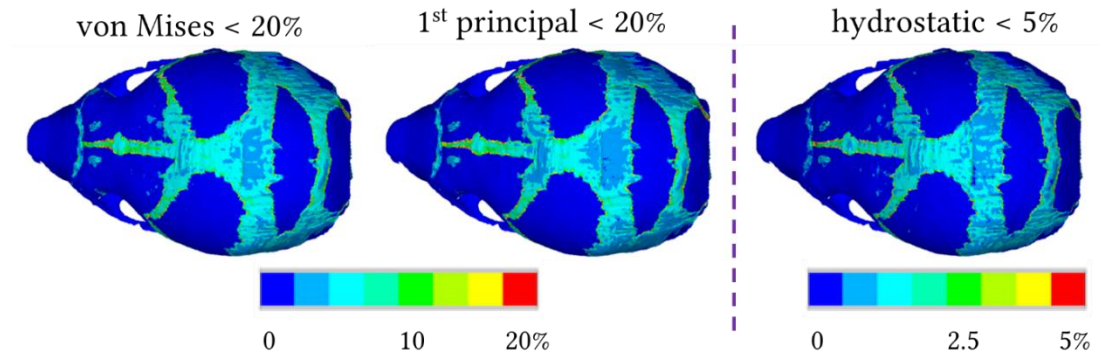 von Mises < 20%
1st principal < 20%
hydrostatic < 5%
0 10 20%
0 2.5 5%